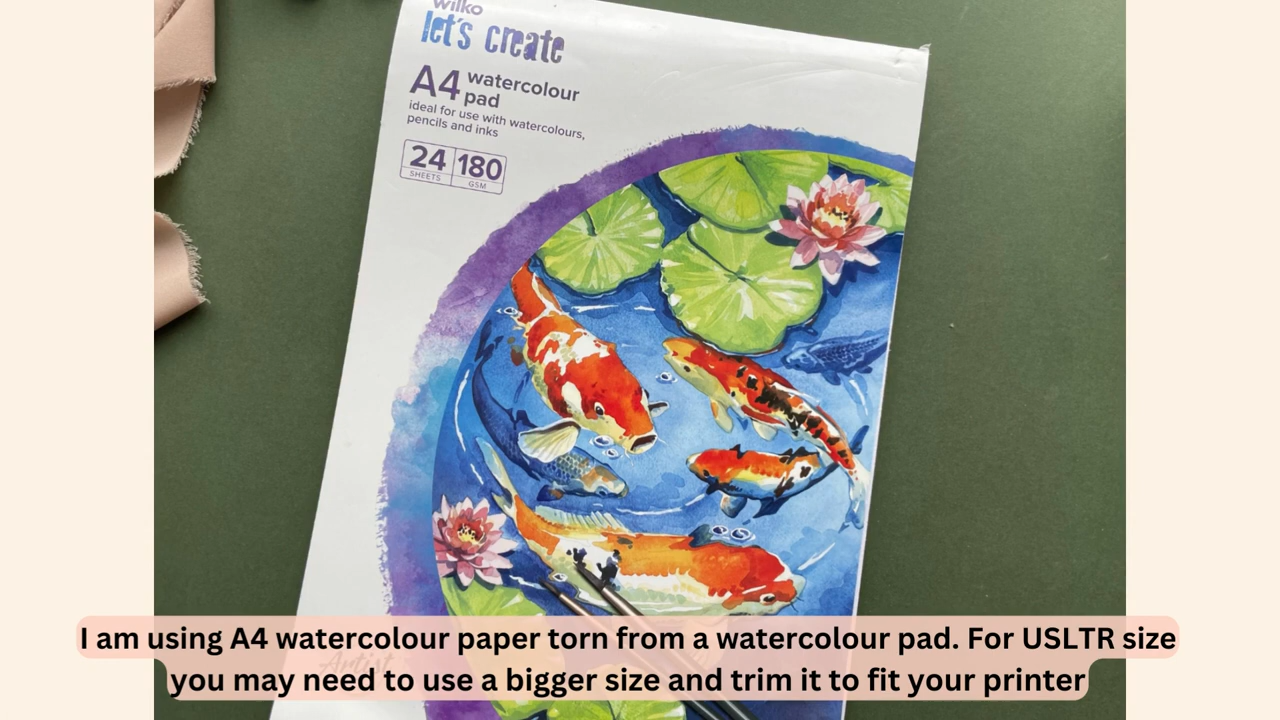 wilko
let's create
A4 watercolour
pad
ideal for use with watercolours,
pencils and inks
24 180
SHEETS GSM
I am using A4 watercolour paper torn from a watercolour pad. For USLTR size
you may need to use a bigger size and trim it to fit your printer
Artist